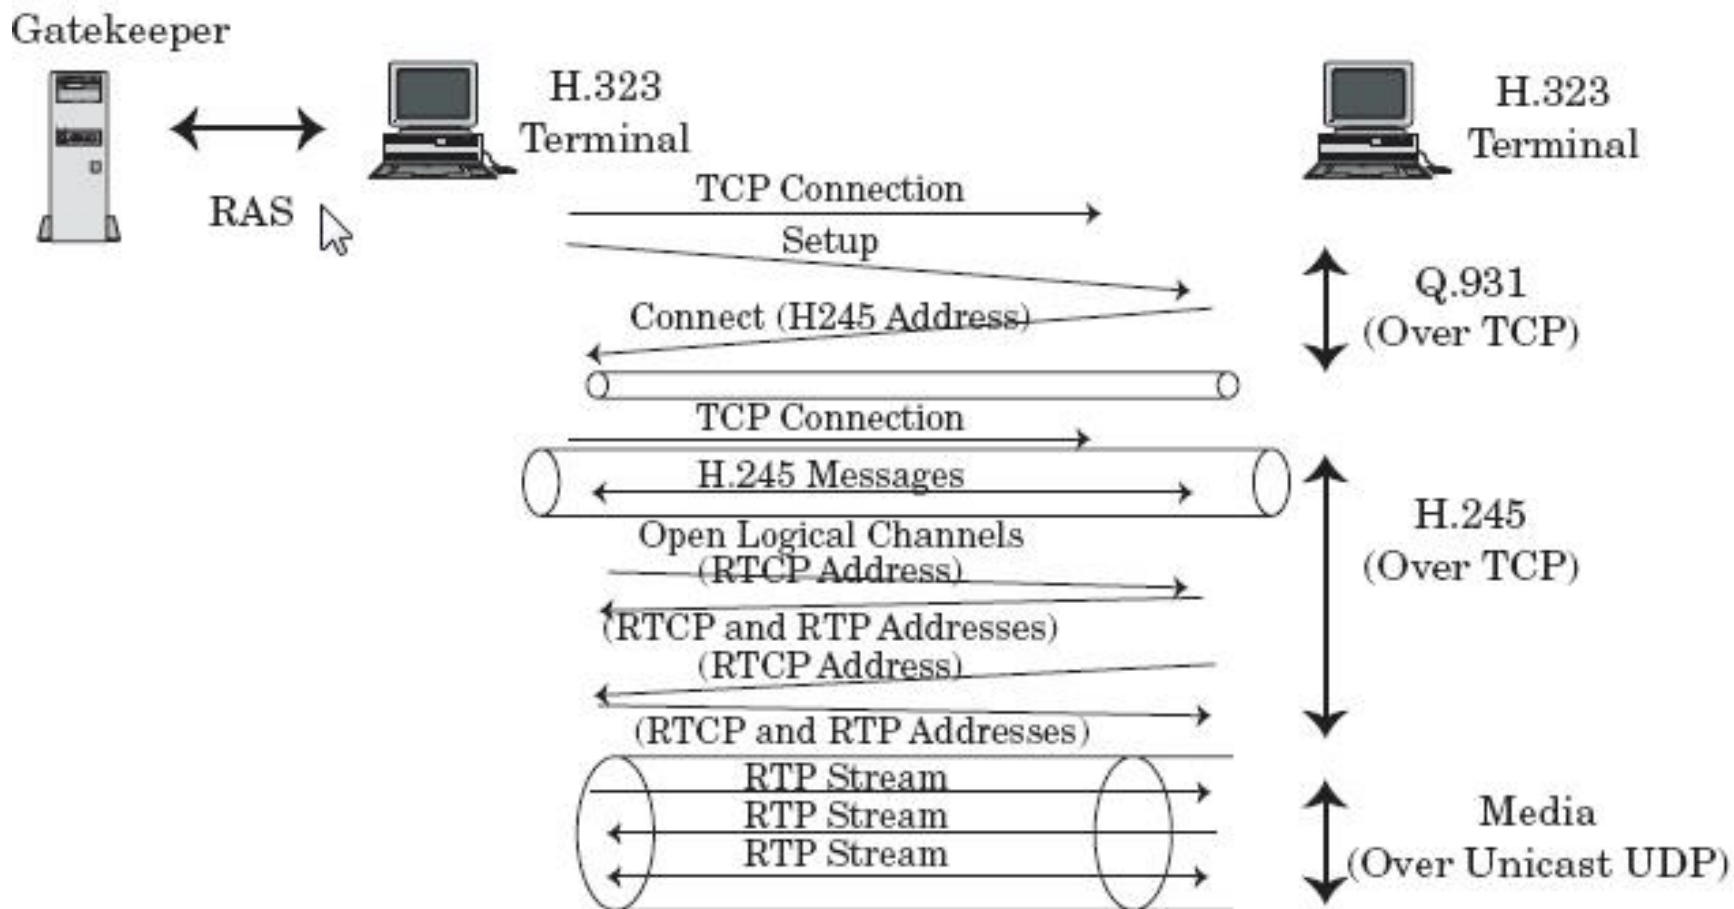 Gatekeeper
H.323
Terminal
H.323
Terminal
RAS
TCP Connection
Setup
Connect (H245 Address)
Q.931
(Over TCP)
TCP Connection
H.245 Messages
Open Logical Channels
(RTCP Address)
(RTCP and RTP Addresses)
(RTCP Address)
(RTCP and RTP Addresses)
H.245
(Over TCP)
RTP Stream
RTP Stream
RTP Stream
Media
(Over Unicast UDP)